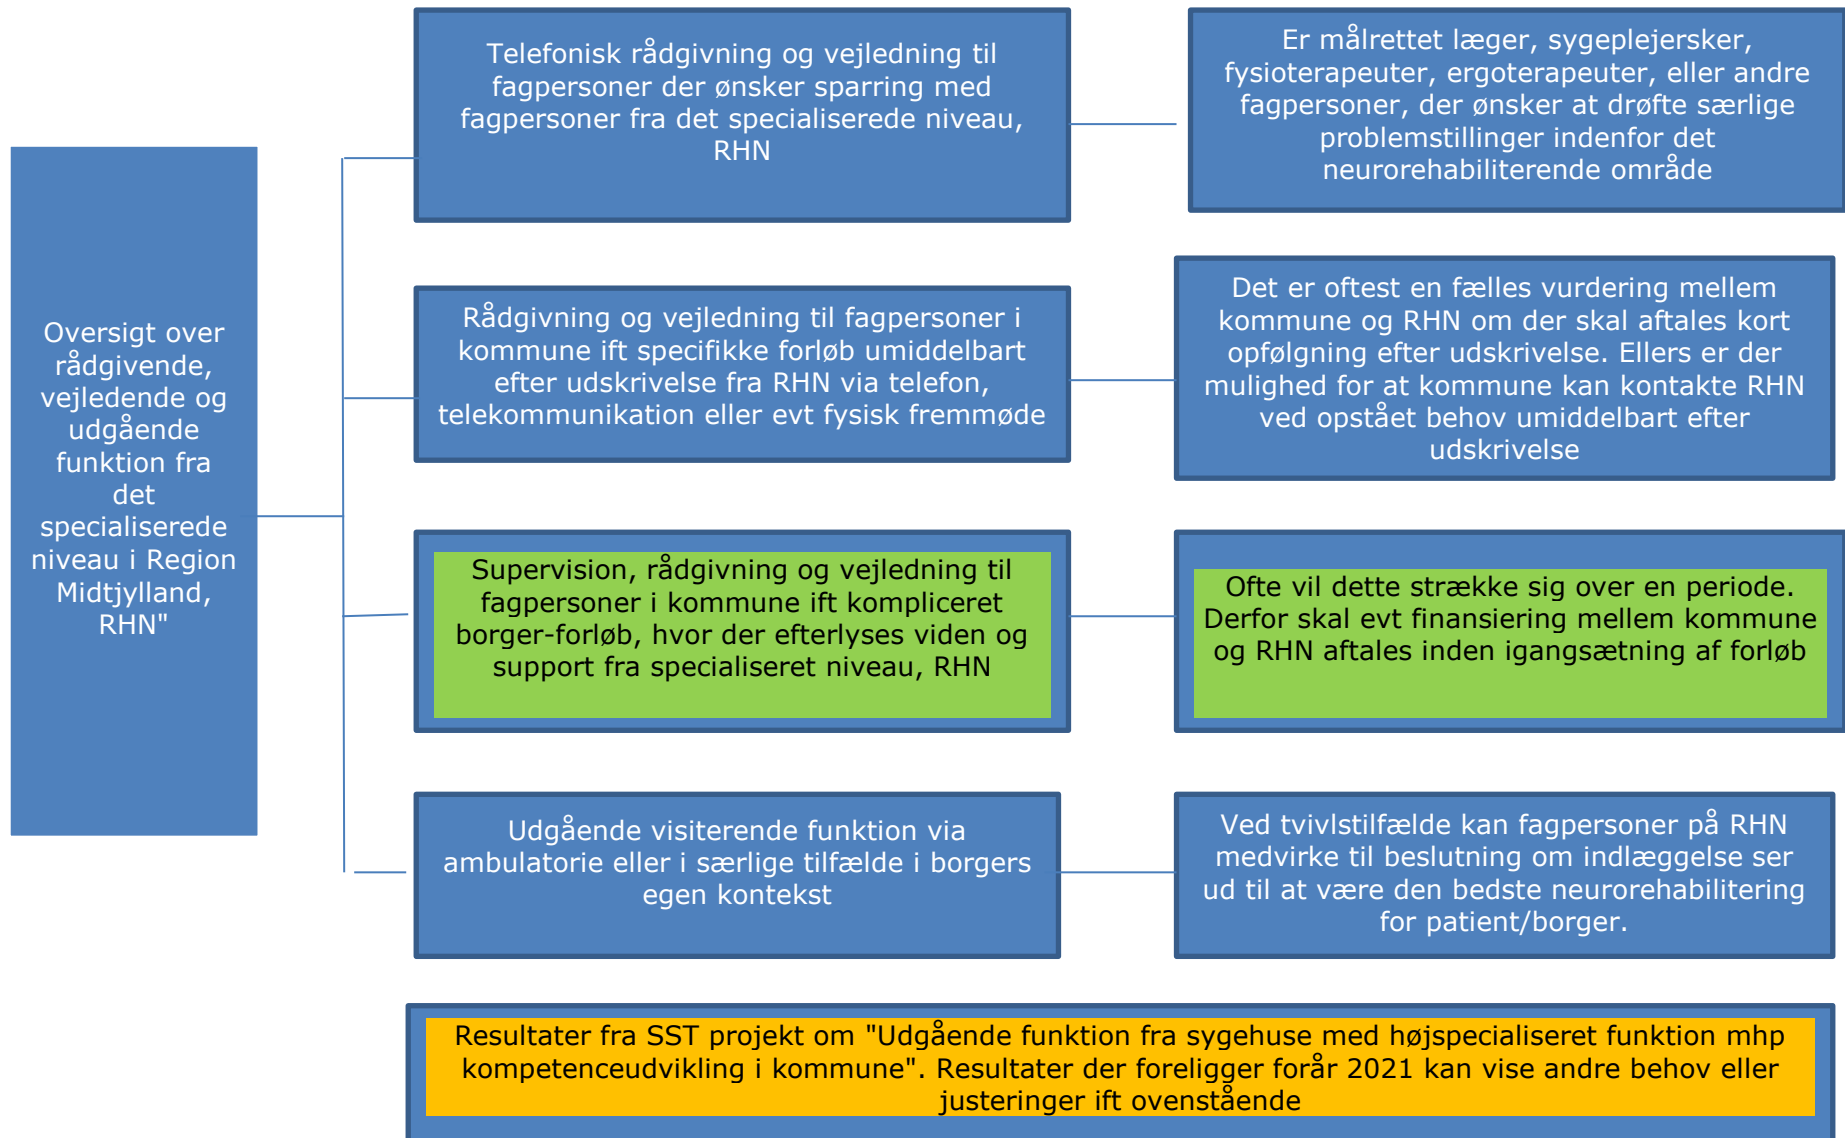 Oversigt over
rådgivende,
vejledende og
udgående
funktion fra
det
specialiserede
niveau i Region
Midtjylland,
RHN"
Telefonisk rådgivning og vejledning til
fagpersoner der ønsker sparring med
fagpersoner fra det specialiserede niveau,
RHN
Er målrettet læger, sygeplejersker,
fysioterapeuter, ergoterapeuter, eller andre
fagpersoner, der ønsker at drøfte særlige
problemstillinger indenfor det
neurorehabiliterende område
Rådgivning og vejledning til fagpersoner i
kommune ift specifikke forløb umiddelbart
efter udskrivelse fra RHN via telefon,
telekommunikation eller evt fysisk fremmøde
Det er oftest en fælles vurdering mellem
kommune og RHN om der skal aftales kort
opfølgning efter udskrivelse. Ellers er der
mulighed for at kommune kan kontakte RHN
ved opstået behov umiddelbart efter
udskrivelse
Supervision, rådgivning og vejledning til
fagpersoner i kommune ift kompliceret
borger-forløb, hvor der efterlyses viden og
support fra specialiseret niveau, RHN
Ofte vil dette strække sig over en periode.
Derfor skal evt finansiering mellem kommune
og RHN aftales inden igangsætning af forløb
Udgående visiterende funktion via
ambulatorie eller i særlige tilfælde i borgers
egen kontekst
Ved tvivlstilfælde kan fagpersoner på RHN
medvirke til beslutning om indlæggelse ser
ud til at være den bedste neurorehabilitering
for patient/borger.
Resultater fra SST projekt om "Udgående funktion fra sygehuse med højspecialiseret funktion mhp
kompetenceudvikling i kommune". Resultater der foreligger forår 2021 kan vise andre behov eller
justeringer ift ovenstående